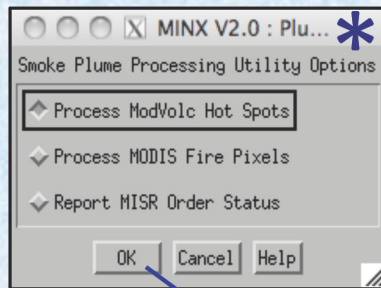 MINX V2.0 : Plu...
Smoke Plume Processing Utility Options
Process ModVolc Hot Spots
Process MODIS Fire Pixels
Report MISR Order Status
OK Cancel Help